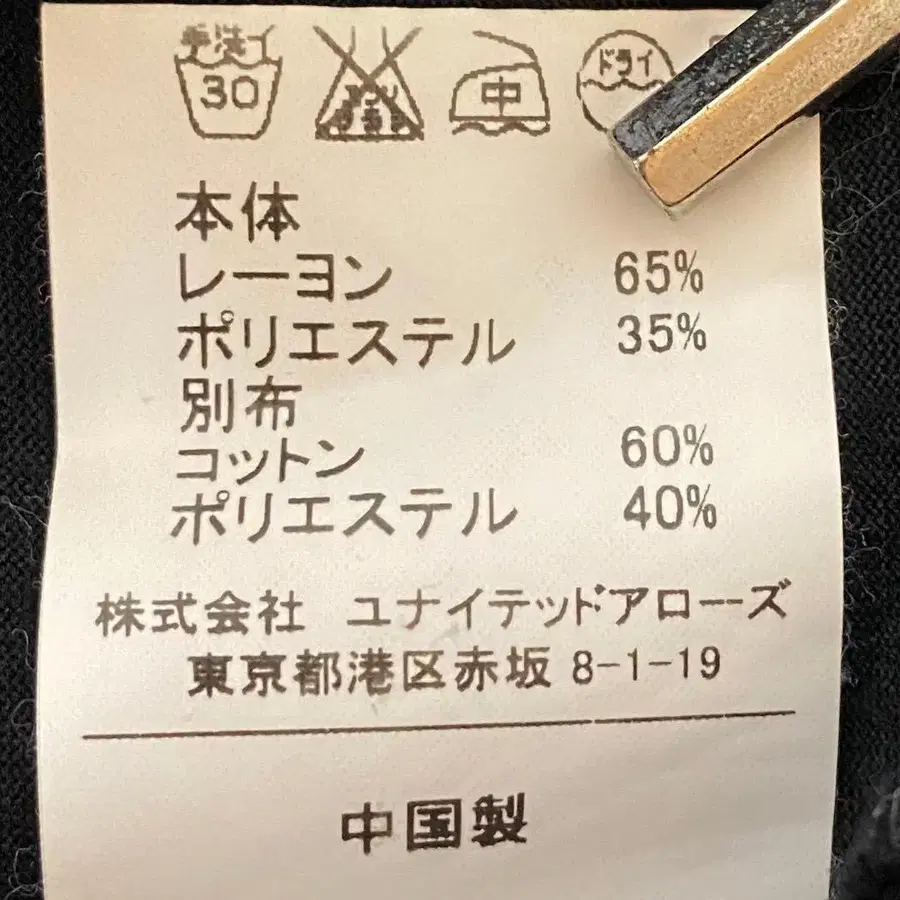 手洗イ 30 中 ドライ
本体
レーヨン 65%
ポリエステル 35%
別布
コットン 60%
ポリエステル 40%
株式会社 ユナイテッドアローズ
東京都港区赤坂 8-1-19
中国製